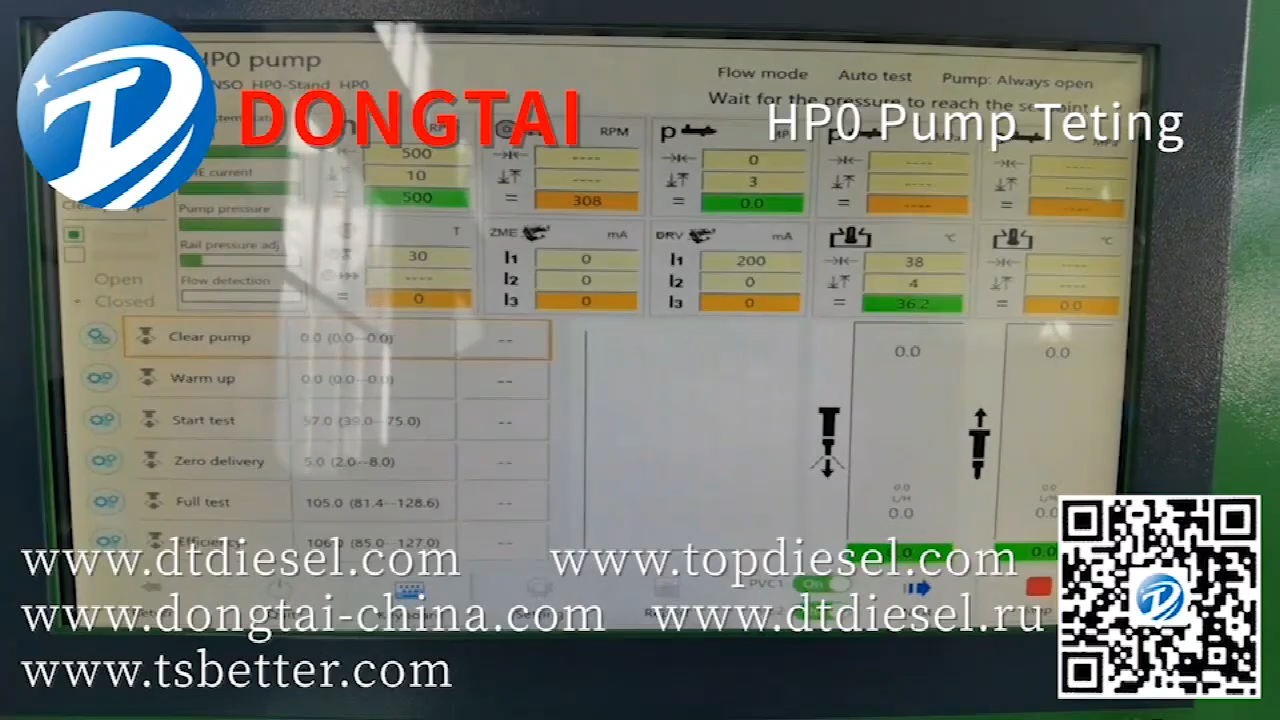 HP0 pump
HP0-Stand HP0
Flow mode Auto test Pump: Always open
Wait for the pressure to reach the setpoint
DONGTAI
HP0 Pump Teting
RPM
500 ---- 0 ---- ----
10 ---- 3 ---- ----
= 500 = 308 = 0.0 = ---- = ----
Pump pressure
Rail pressure adj
Flow detection
Open
Closed
T ZME mA DRV mA °C °C
30 I1 0 I1 200 38 ----
---- I2 0 I2 0 4 ----
= 0 I3 0 I3 0 = 36.2 = 0.0
Clear pump 0.0 (0.0--0.0) --
Warm up 0.0 (0.0--0.0) --
Start test 57.0 (39.0--75.0) --
Zero delivery 5.0 (2.0--8.0) --
Full test 105.0 (81.4--128.6) --
Efficiency 106.0 (85.0--127.0) --
0.0 0.0
0.0 0.0
L/H L/H
0.0 0.0
PVC1 On
www.dtdiesel.com www.topdiesel.com
www.dongtai-china.com www.dtdiesel.ru
www.tsbetter.com